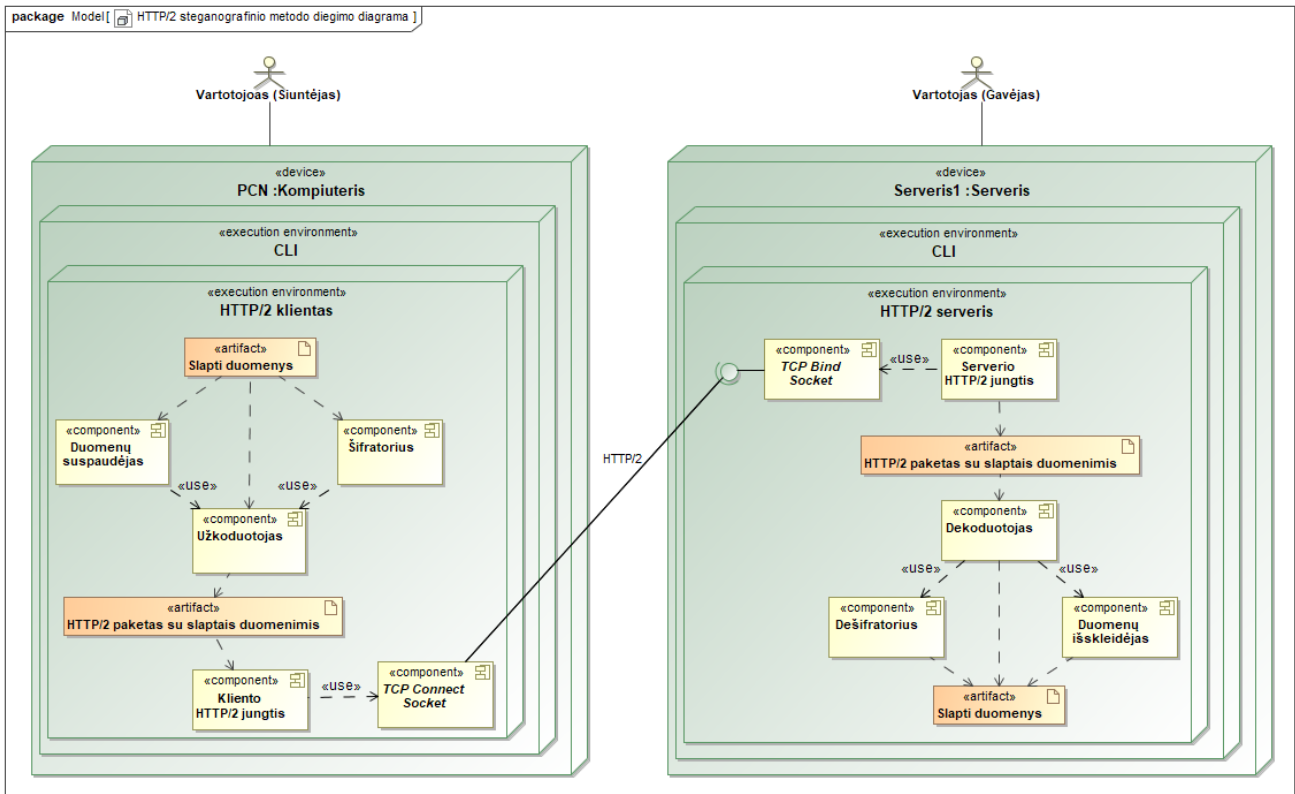 package Model[ HTTP/2 steganografinio metodo diegimo diagrama ]
Vartotojoas (Siuntėjas)
Vartotojas (Gavėjas)
«device»
PCN :Kompiuteris
«execution environment»
CLI
«execution environment»
HTTP/2 klientas
«artifact»
Slapti duomenys
«component»
Duomenų
suspaudėjas
«component»
Šifratorius
«use»
«use»
«component»
Užkoduotojas
«artifact»
HTTP/2 paketas su slaptais duomenimis
«component»
Kliento
HTTP/2 jungtis
«use»
«component»
TCP Connect
Socket
HTTP/2
«device»
Serveris1 :Serveris
«execution environment»
CLI
«execution environment»
HTTP/2 serveris
«component»
TCP Bind
Socket
«use»
«component»
Serverio
HTTP/2 jungtis
«artifact»
HTTP/2 paketas su slaptais duomenimis
«component»
Dekoduotojas
«use»
«use»
«component»
Dešifratorius
«component»
Duomenų
išskleidėjas
«artifact»
Slapti duomenys